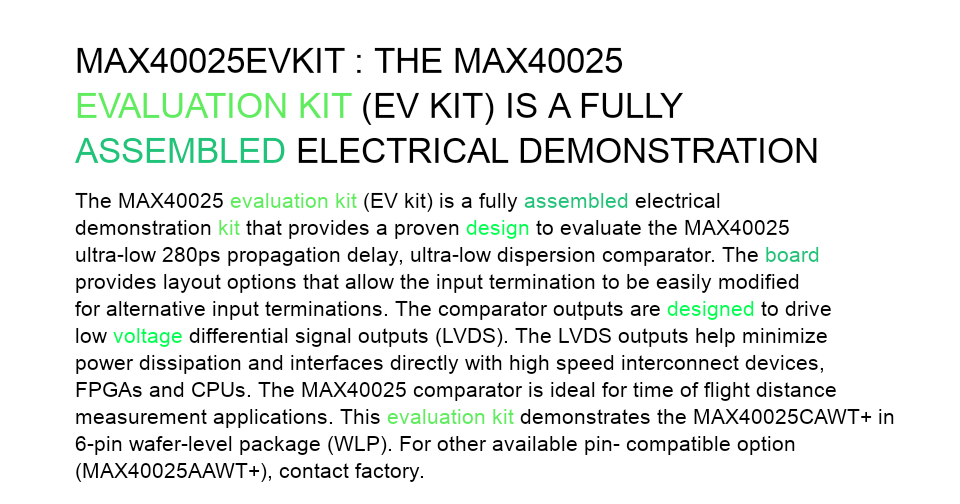 MAX40025EVKIT : THE MAX40025
EVALUATION KIT (EV KIT) IS A FULLY
ASSEMBLED ELECTRICAL DEMONSTRATION
The MAX40025 evaluation kit (EV kit) is a fully assembled electrical
demonstration kit that provides a proven design to evaluate the MAX40025
ultra-low 280ps propagation delay, ultra-low dispersion comparator. The board
provides layout options that allow the input termination to be easily modified
for alternative input terminations. The comparator outputs are designed to drive
low voltage differential signal outputs (LVDS). The LVDS outputs help minimize
power dissipation and interfaces directly with high speed interconnect devices,
FPGAs and CPUs. The MAX40025 comparator is ideal for time of flight distance
measurement applications. This evaluation kit demonstrates the MAX40025CAWT+ in
6-pin wafer-level package (WLP). For other available pin- compatible option
(MAX40025AAWT+), contact factory.